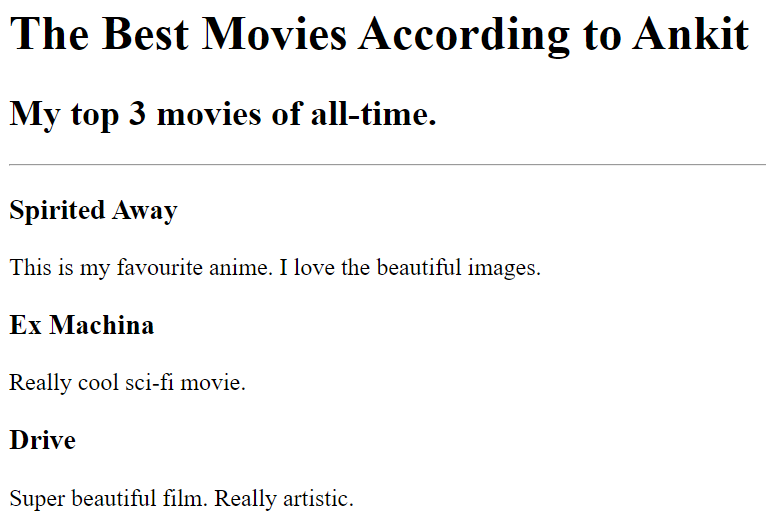 The Best Movies According to Ankit
My top 3 movies of all-time.
Spirited Away
This is my favourite anime. I love the beautiful images.
Ex Machina
Really cool sci-fi movie.
Drive
Super beautiful film. Really artistic.